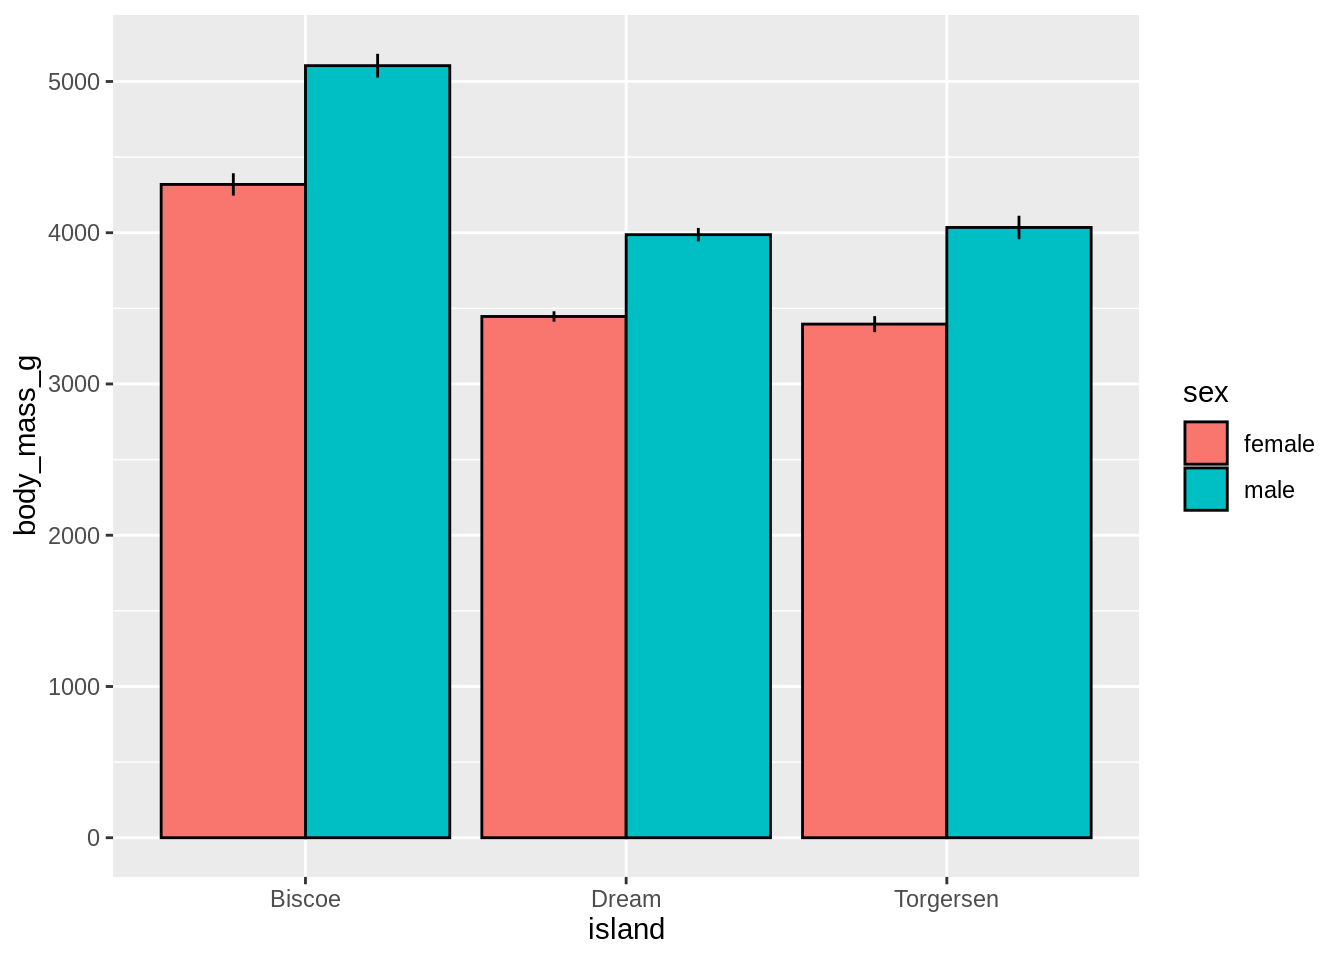 body_mass_g
5000
4000
3000
2000
1000
0
Biscoe Dream Torgersen
island
sex
female
male